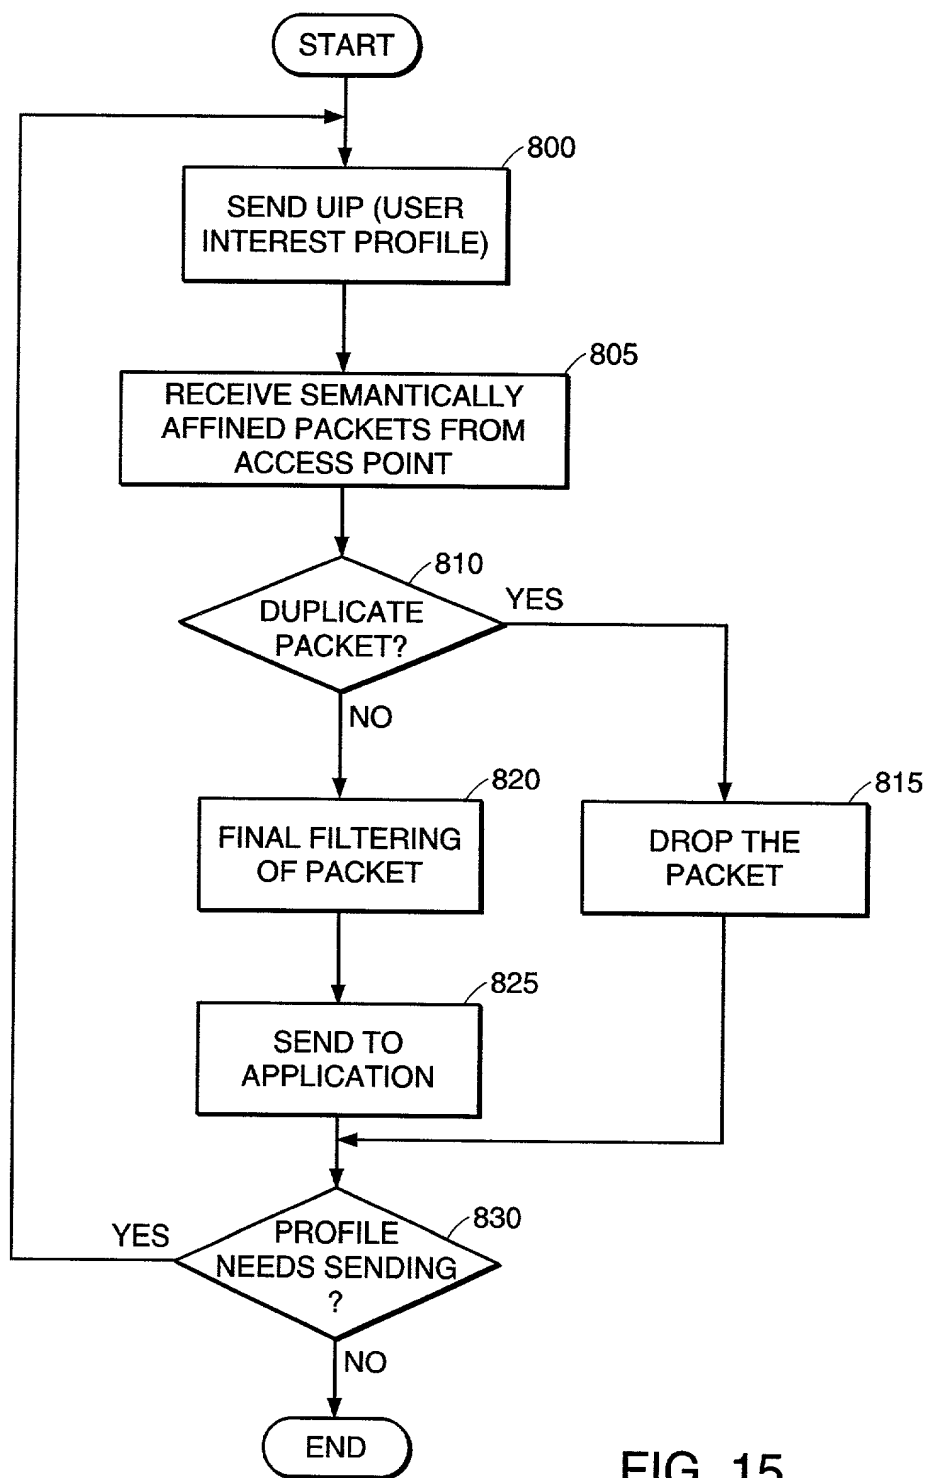 START
800
SEND UIP (USER
INTEREST PROFILE)
805
RECEIVE SEMANTICALLY
AFFINED PACKETS FROM
ACCESS POINT
810
DUPLICATE
PACKET?
YES
NO
820
FINAL FILTERING
OF PACKET
815
DROP THE
PACKET
825
SEND TO
APPLICATION
830
PROFILE
NEEDS SENDING
?
YES
NO
END
FIG. 15